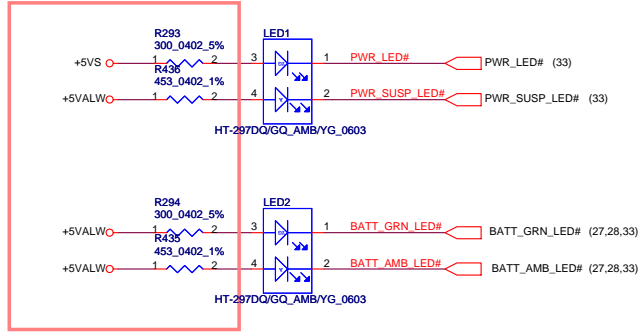 R293
300_0402_5%
LED1
+5VS
1
2
3
1
PWR_LED#
PWR_LED# (33)
R436
453_0402_1%
+5VALW
1
2
4
2
PWR_SUSP_LED#
PWR_SUSP_LED# (33)
HT-297DQ/GQ_AMB/YG_0603
R294
300_0402_5%
LED2
+5VALW
1
2
3
1
BATT_GRN_LED#
BATT_GRN_LED# (27,28,33)
R435
453_0402_1%
+5VALW
1
2
4
2
BATT_AMB_LED#
BATT_AMB_LED# (27,28,33)
HT-297DQ/GQ_AMB/YG_0603